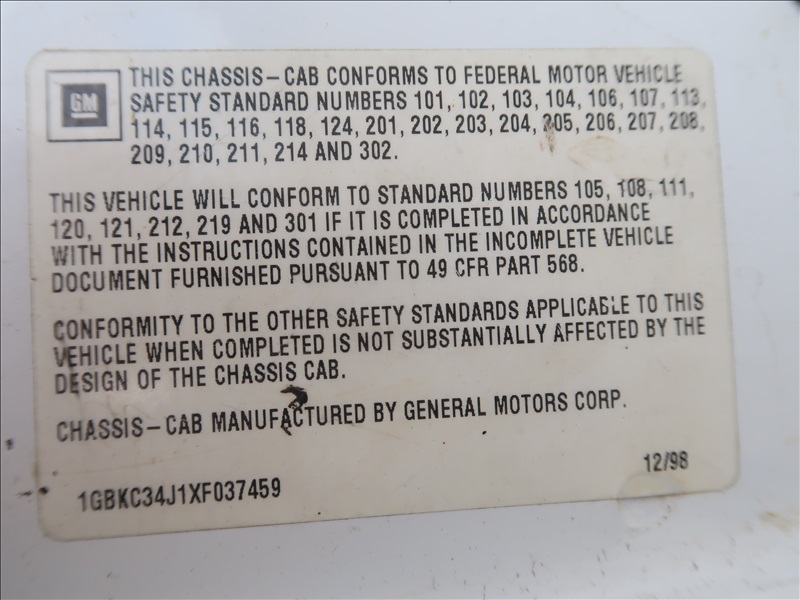 GM
THIS CHASSIS-CAB CONFORMS TO FEDERAL MOTOR VEHICLE
SAFETY STANDARD NUMBERS 101, 102, 103, 104, 106, 107, 113,
114, 115, 116, 118, 124, 201, 202, 203, 204, 205, 206, 207, 208,
209, 210, 211, 214 AND 302.
THIS VEHICLE WILL CONFORM TO STANDARD NUMBERS 105, 108, 111,
120, 121, 212, 219 AND 301 IF IT IS COMPLETED IN ACCORDANCE
WITH THE INSTRUCTIONS CONTAINED IN THE INCOMPLETE VEHICLE
DOCUMENT FURNISHED PURSUANT TO 49 CFR PART 568.
CONFORMITY TO THE OTHER SAFETY STANDARDS APPLICABLE TO THIS
VEHICLE WHEN COMPLETED IS NOT SUBSTANTIALLY AFFECTED BY THE
DESIGN OF THE CHASSIS CAB.
CHASSIS-CAB MANUFACTURED BY GENERAL MOTORS CORP.
12/98
1GBKC34J1XF037459